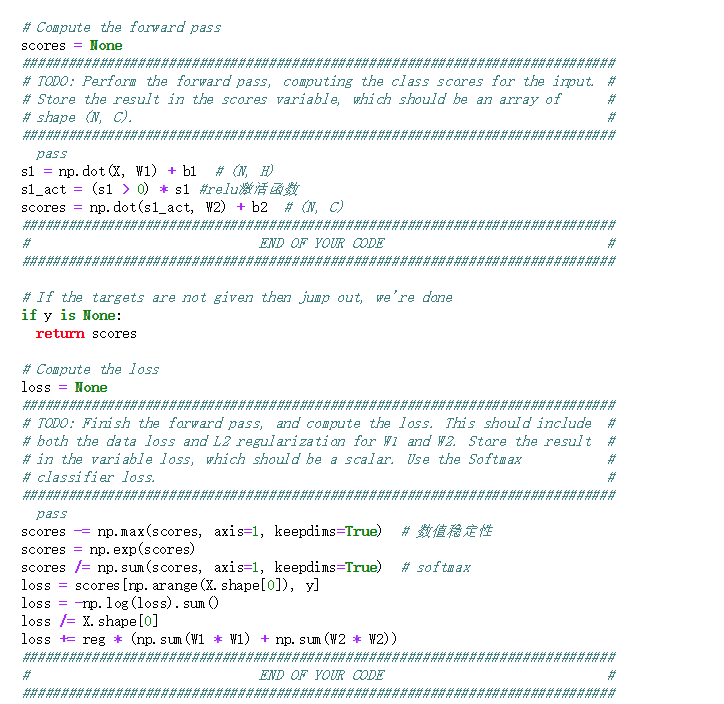 # Compute the forward pass
scores = None
#############################################################################
# TODO: Perform the forward pass, computing the class scores for the input. #
# Store the result in the scores variable, which should be an array of      #
# shape (N, C).                                                             #
#############################################################################
  pass
s1 = np.dot(X, W1) + b1  # (N, H)
s1_act = (s1 > 0) * s1 #relu激活函数
scores = np.dot(s1_act, W2) + b2  # (N, C)
#############################################################################
#                              END OF YOUR CODE                             #
#############################################################################
# If the targets are not given then jump out, we're done
if y is None:
  return scores
# Compute the loss
loss = None
#############################################################################
# TODO: Finish the forward pass, and compute the loss. This should include  #
# both the data loss and L2 regularization for W1 and W2. Store the result  #
# in the variable loss, which should be a scalar. Use the Softmax           #
# classifier loss.                                                          #
#############################################################################
  pass
scores -= np.max(scores, axis=1, keepdims=True)  # 数值稳定性
scores = np.exp(scores)
scores /= np.sum(scores, axis=1, keepdims=True)  # softmax
loss = scores[np.arange(X.shape[0]), y]
loss = -np.log(loss).sum()
loss /= X.shape[0]
loss += reg * (np.sum(W1 * W1) + np.sum(W2 * W2))
#############################################################################
#                              END OF YOUR CODE                             #
#############################################################################